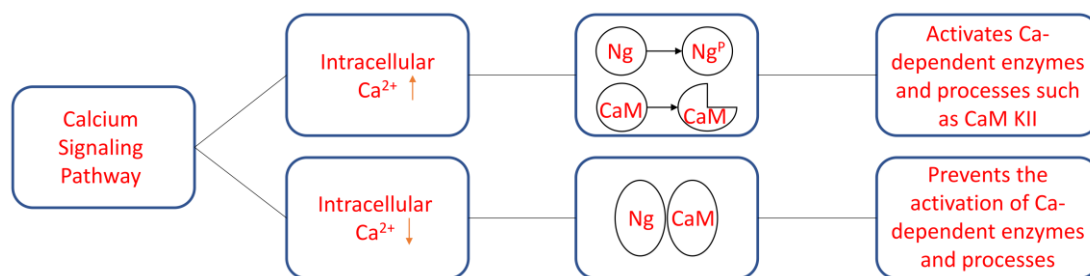 Calcium
Signaling
Pathway
Intracellular
Ca²⁺ ↑
Ng → Ngᴾ
CaM → CaM
Activates Ca-
dependent enzymes
and processes such
as CaM KII
Intracellular
Ca²⁺ ↓
Ng CaM
Prevents the
activation of Ca-
dependent enzymes
and processes